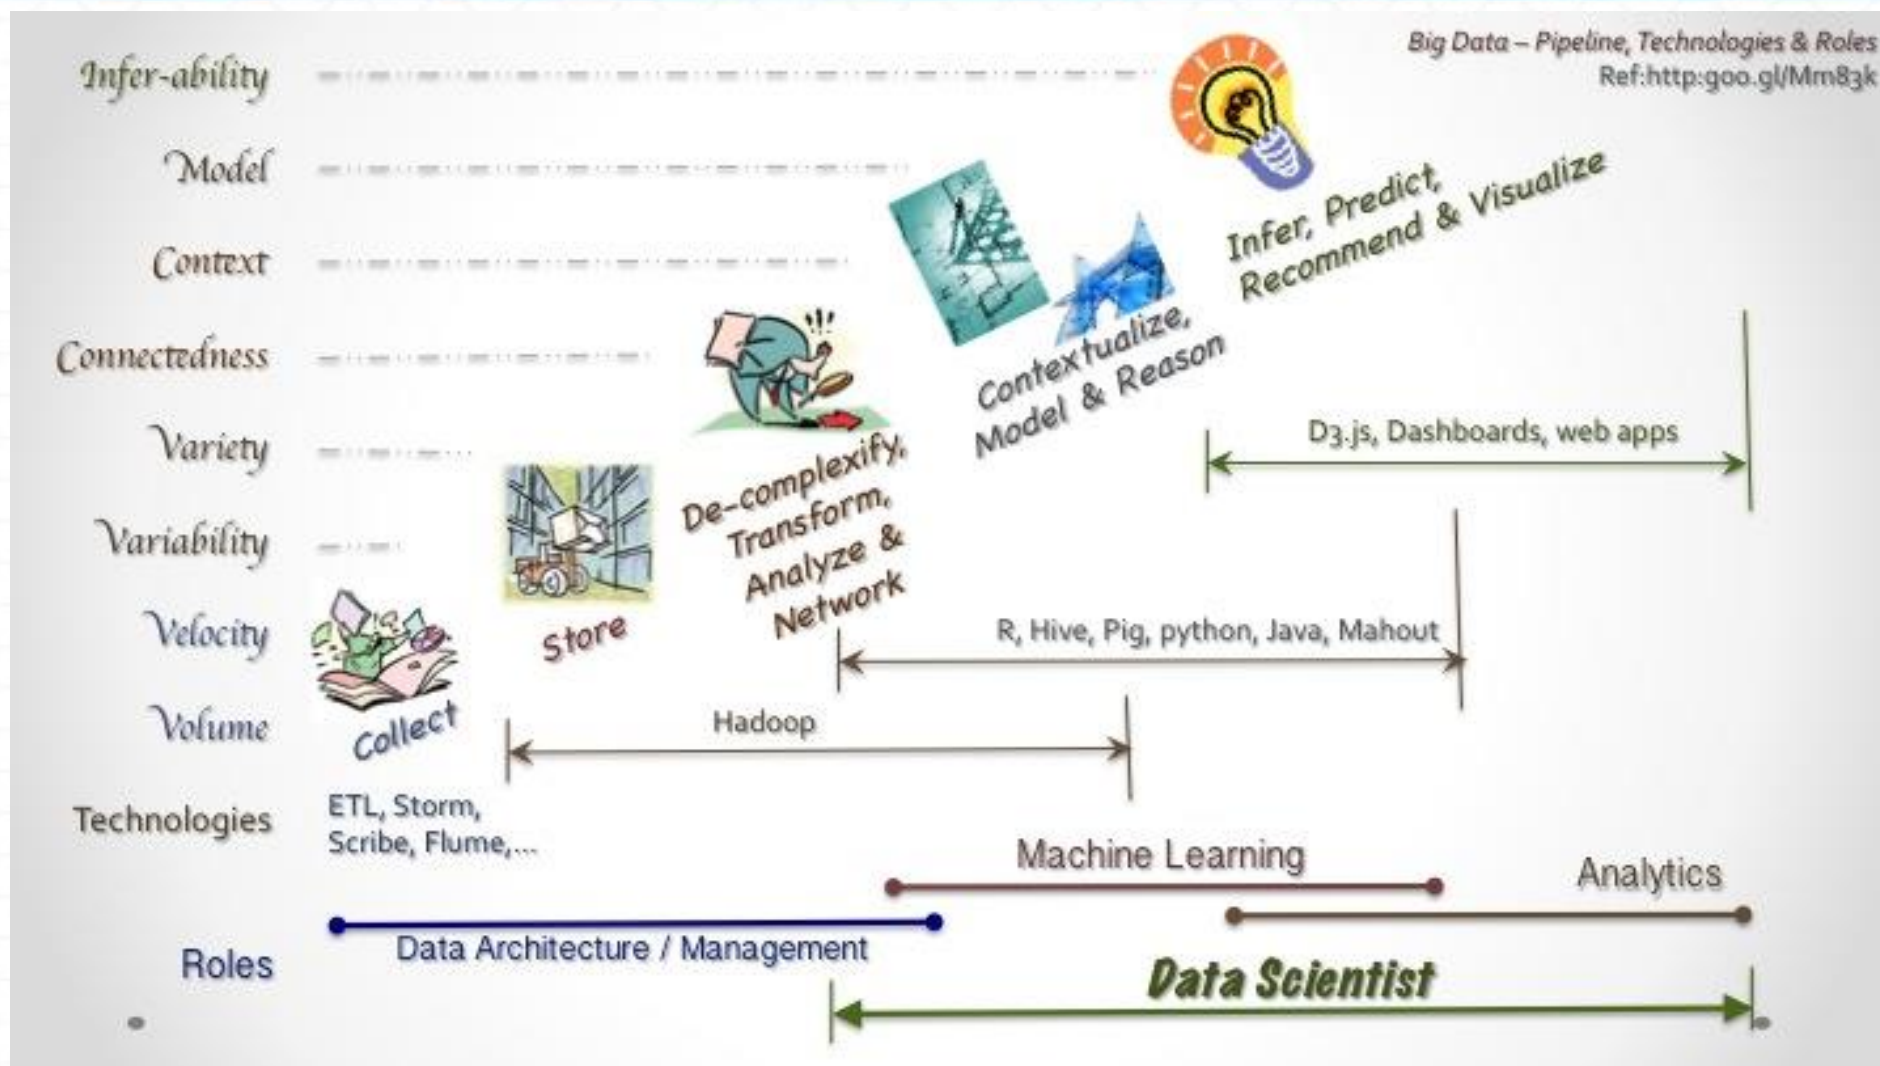 Big Data – Pipeline, Technologies & Roles
Ref:http:goo.gl/Mm83k
Infer-ability
Model
Context
Connectedness
Variety
Variability
Velocity
Volume
Technologies
Roles
Infer, Predict,
Recommend & Visualize
Contextualize,
Model & Reason
De-complexify,
Transform,
Analyze &
Network
Store
Collect
D3.js, Dashboards, web apps
R, Hive, Pig, python, Java, Mahout
Hadoop
ETL, Storm,
Scribe, Flume,...
Machine Learning
Analytics
Data Architecture / Management
Data Scientist